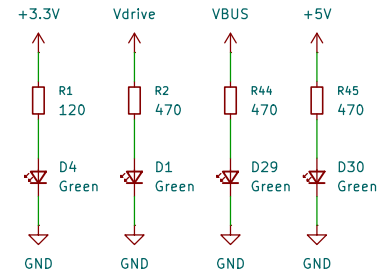 +3.3V Vdrive VBUS +5V
R1 R2 R44 R45
120 470 470 470
D4 D1 D29 D30
Green Green Green Green
GND GND GND GND